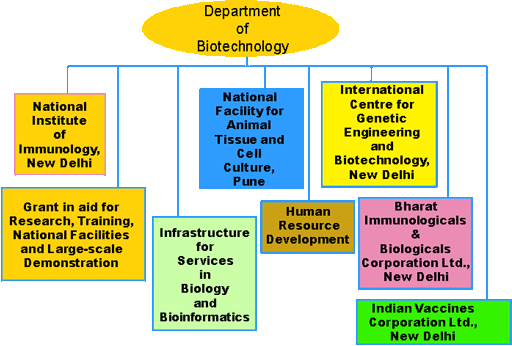 Department
of
Biotechnology
National
Institute
of
Immunology,
New Delhi
National
Facility for
Animal
Tissue and
Cell
Culture,
Pune
International
Centre for
Genetic
Engineering
and
Biotechnology,
New Delhi
Grant in aid for
Research, Training,
National Facilities
and Large-scale
Demonstration
Infrastructure
for
Services
in
Biology
and
Bioinformatics
Human
Resource
Development
Bharat
Immunologicals
&
Biologicals
Corporation Ltd.,
New Delhi
Indian Vaccines
Corporation Ltd.,
New Delhi